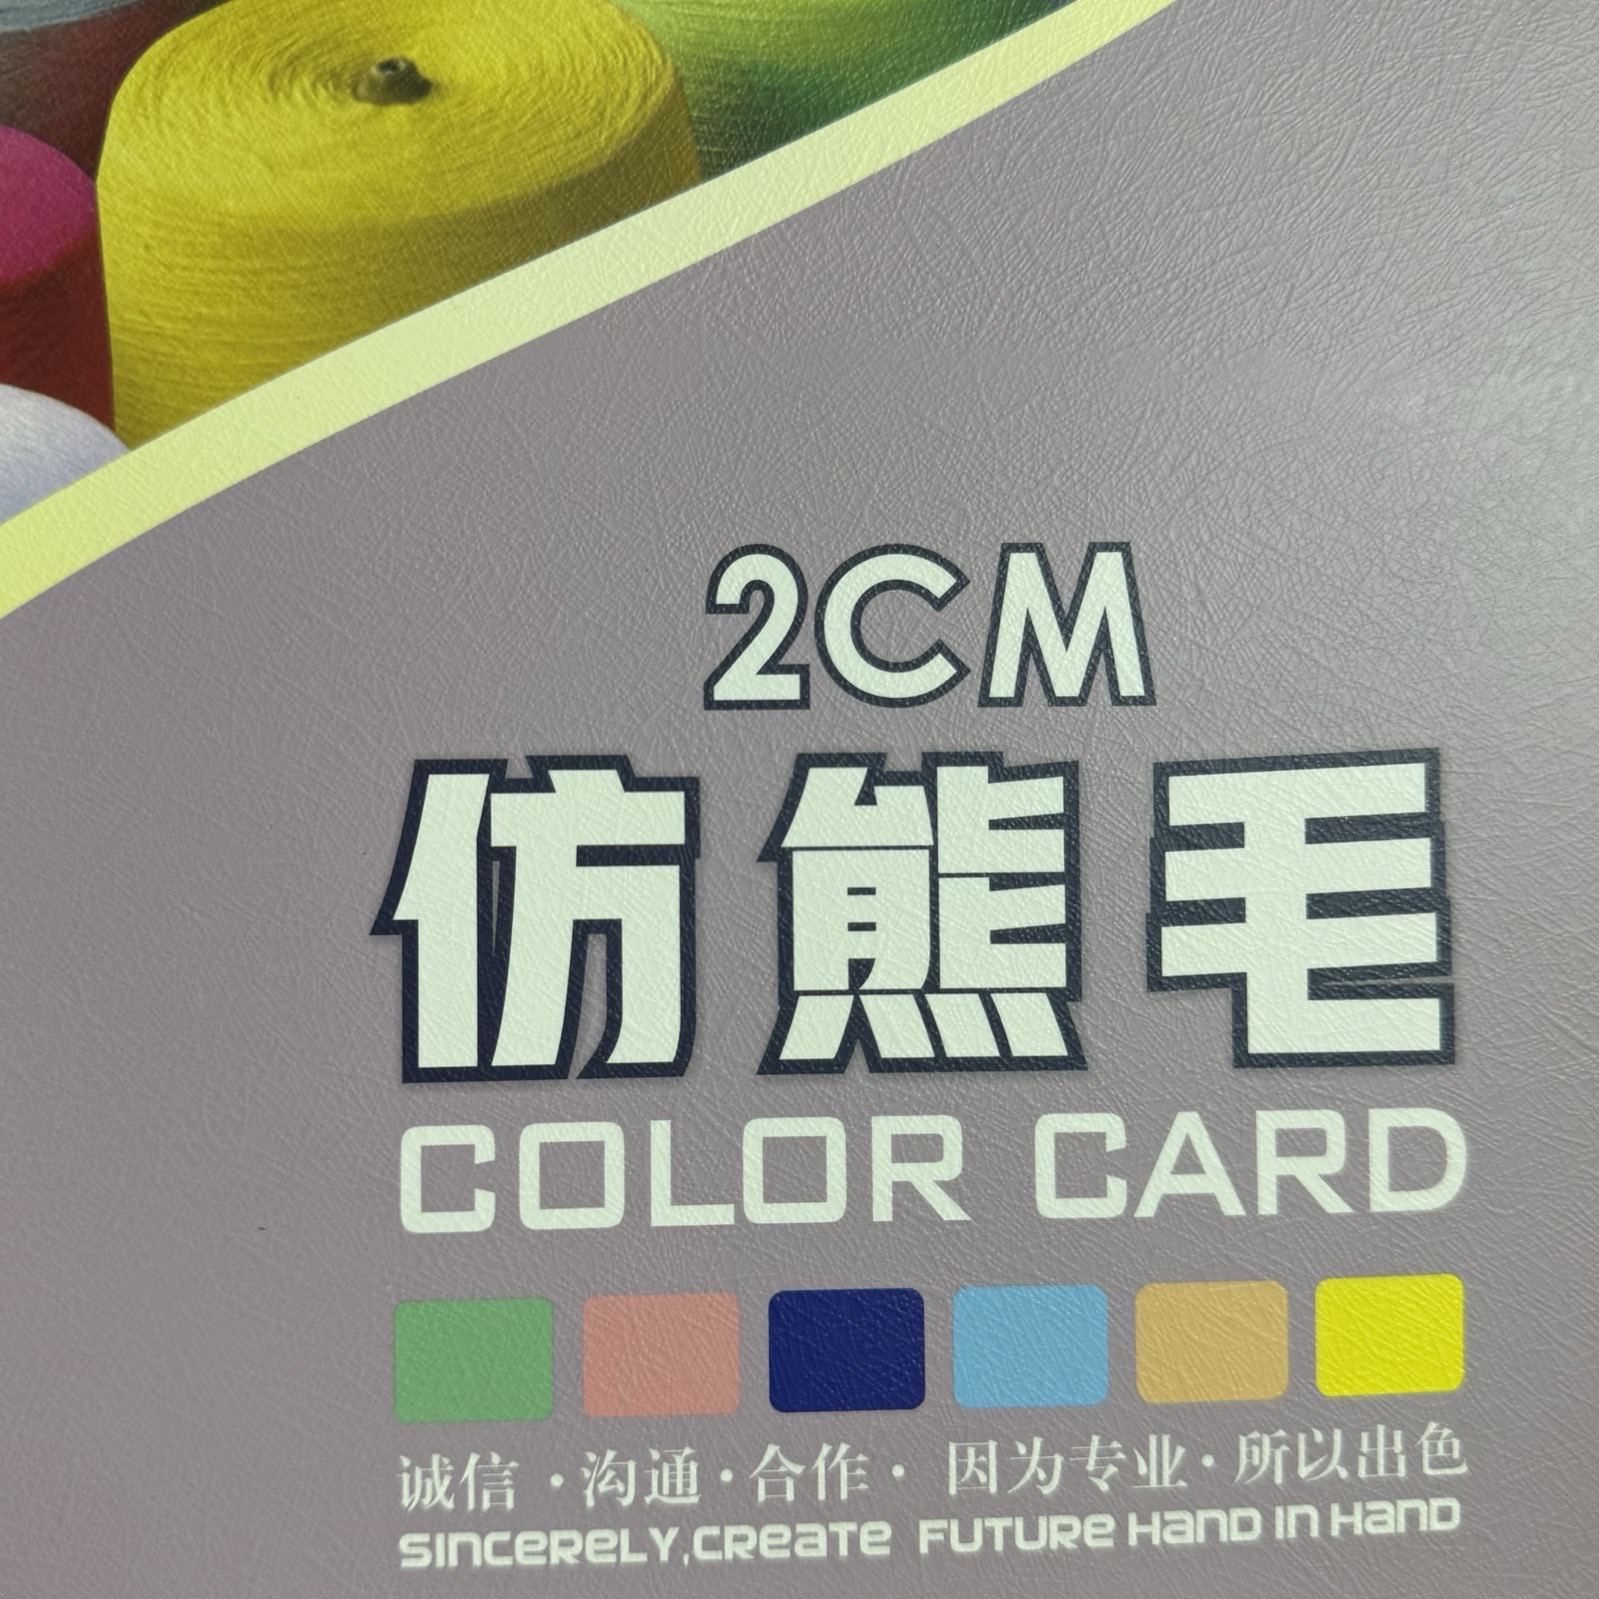 2CM
仿熊毛
COLOR CARD
诚信·沟通·合作· 因为专业·所以出色
SINCERELY,CREATE FUTURE HAND IN HAND